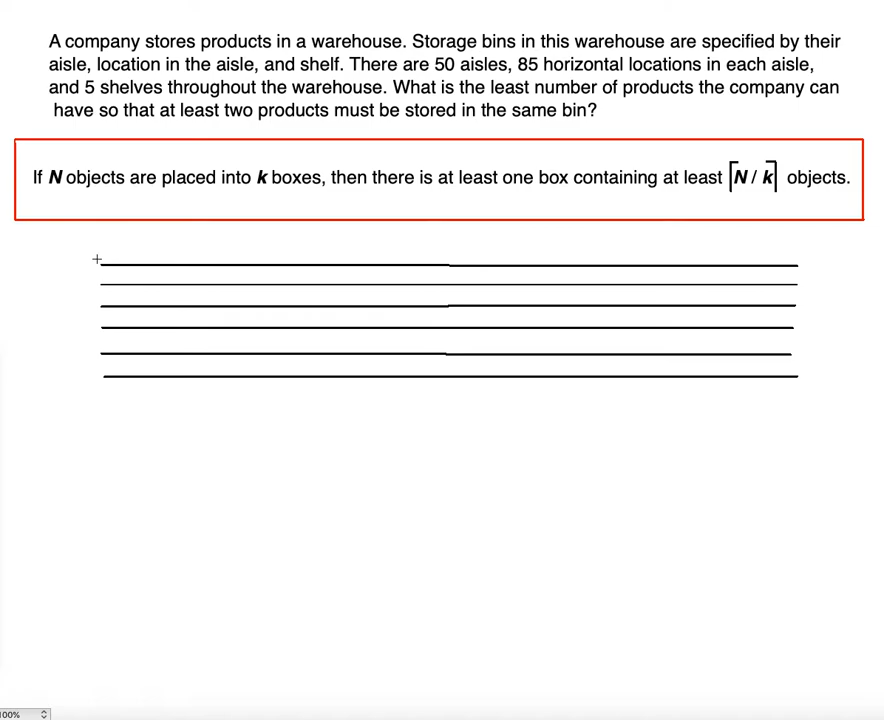 A company stores products in a warehouse. Storage bins in this warehouse are specified by their
aisle, location in the aisle, and shelf. There are 50 aisles, 85 horizontal locations in each aisle,
and 5 shelves throughout the warehouse. What is the least number of products the company can
have so that at least two products must be stored in the same bin?
If N objects are placed into k boxes, then there is at least one box containing at least ⌈N / k⌉ objects.
100%